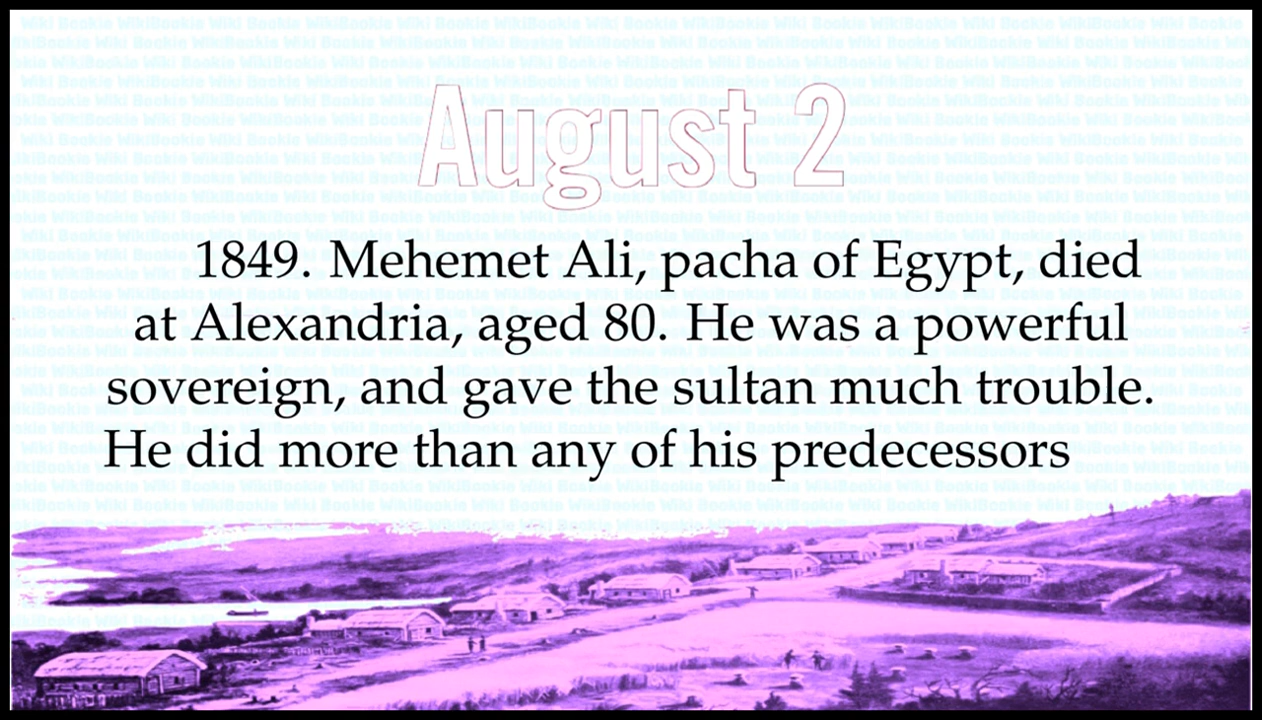 August 2
1849. Mehemet Ali, pacha of Egypt, died
at Alexandria, aged 80. He was a powerful
sovereign, and gave the sultan much trouble.
He did more than any of his predecessors